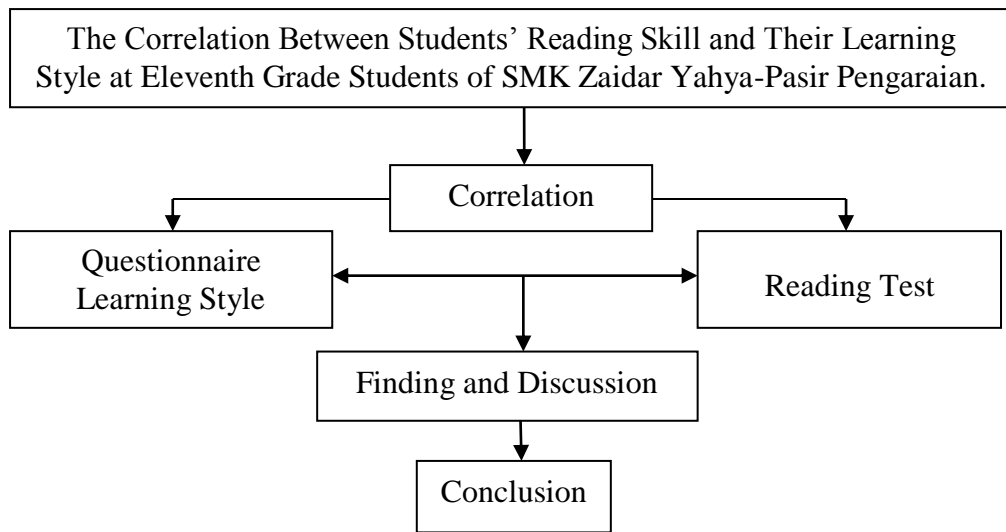 The Correlation Between Students’ Reading Skill and Their Learning
Style at Eleventh Grade Students of SMK Zaidar Yahya-Pasir Pengaraian.
Correlation
Questionnaire
Learning Style
Reading Test
Finding and Discussion
Conclusion